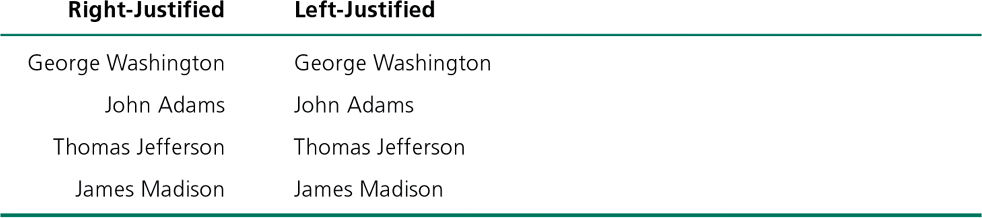 Right-Justified Left-Justified
George Washington George Washington
John Adams John Adams
Thomas Jefferson Thomas Jefferson
James Madison James Madison